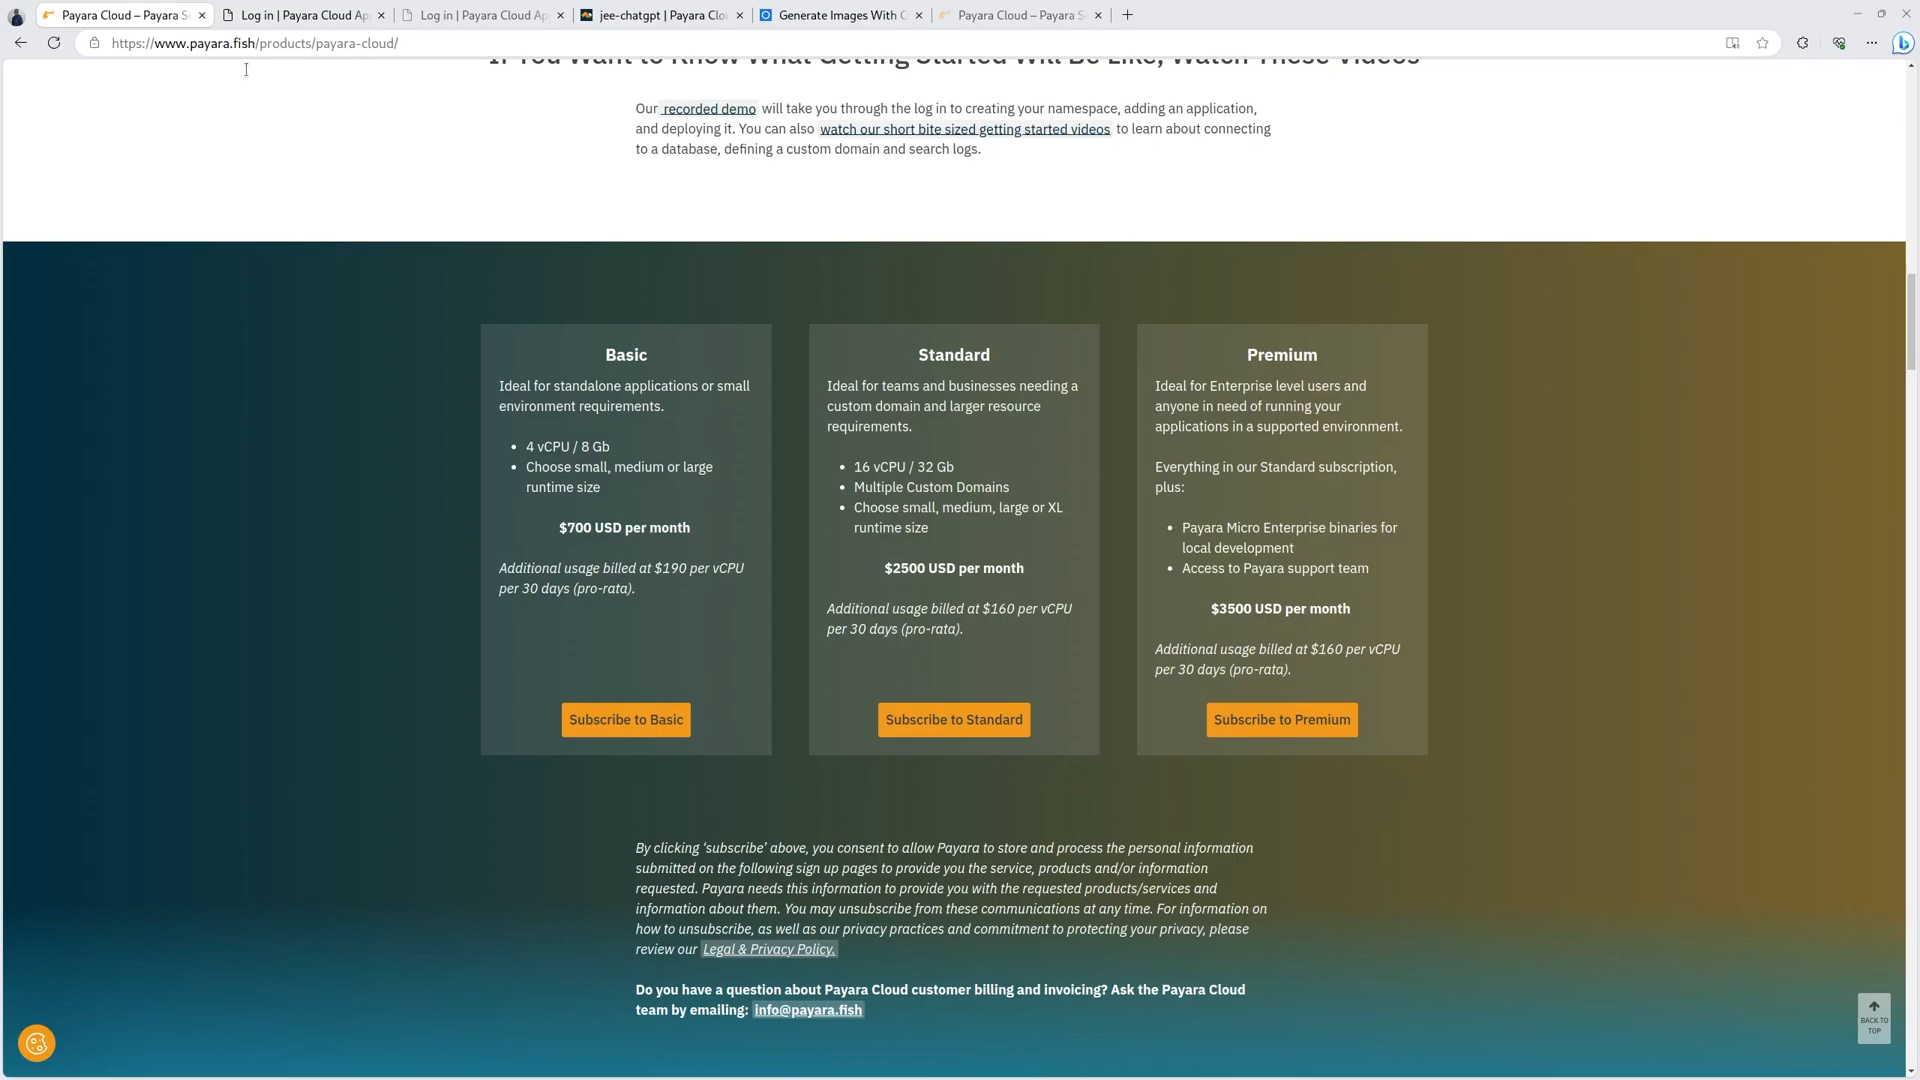 Payara Cloud – Payara S
Log in | Payara Cloud Ap
Log in | Payara Cloud Ap
jee-chatgpt | Payara Clo
Generate Images With C
Payara Cloud – Payara S
https://www.payara.fish/products/payara-cloud/
If You Want to Know What Getting Started Will Be Like, Watch These Videos
Our recorded demo will take you through the log in to creating your namespace, adding an application,
and deploying it. You can also watch our short bite sized getting started videos to learn about connecting
to a database, defining a custom domain and search logs.
Basic
Ideal for standalone applications or small
environment requirements.
• 4 vCPU / 8 Gb
• Choose small, medium or large
runtime size
$700 USD per month
Additional usage billed at $190 per vCPU
per 30 days (pro-rata).
Subscribe to Basic
Standard
Ideal for teams and businesses needing a
custom domain and larger resource
requirements.
• 16 vCPU / 32 Gb
• Multiple Custom Domains
• Choose small, medium, large or XL
runtime size
$2500 USD per month
Additional usage billed at $160 per vCPU
per 30 days (pro-rata).
Subscribe to Standard
Premium
Ideal for Enterprise level users and
anyone in need of running your
applications in a supported environment.
Everything in our Standard subscription,
plus:
• Payara Micro Enterprise binaries for
local development
• Access to Payara support team
$3500 USD per month
Additional usage billed at $160 per vCPU
per 30 days (pro-rata).
Subscribe to Premium
By clicking ‘subscribe’ above, you consent to allow Payara to store and process the personal information
submitted on the following sign up pages to provide you the service, products and/or information
requested. Payara needs this information to provide you with the requested products/services and
information about them. You may unsubscribe from these communications at any time. For information on
how to unsubscribe, as well as our privacy practices and commitment to protecting your privacy, please
review our Legal & Privacy Policy.
Do you have a question about Payara Cloud customer billing and invoicing? Ask the Payara Cloud
team by emailing: info@payara.fish
BACK TO
TOP